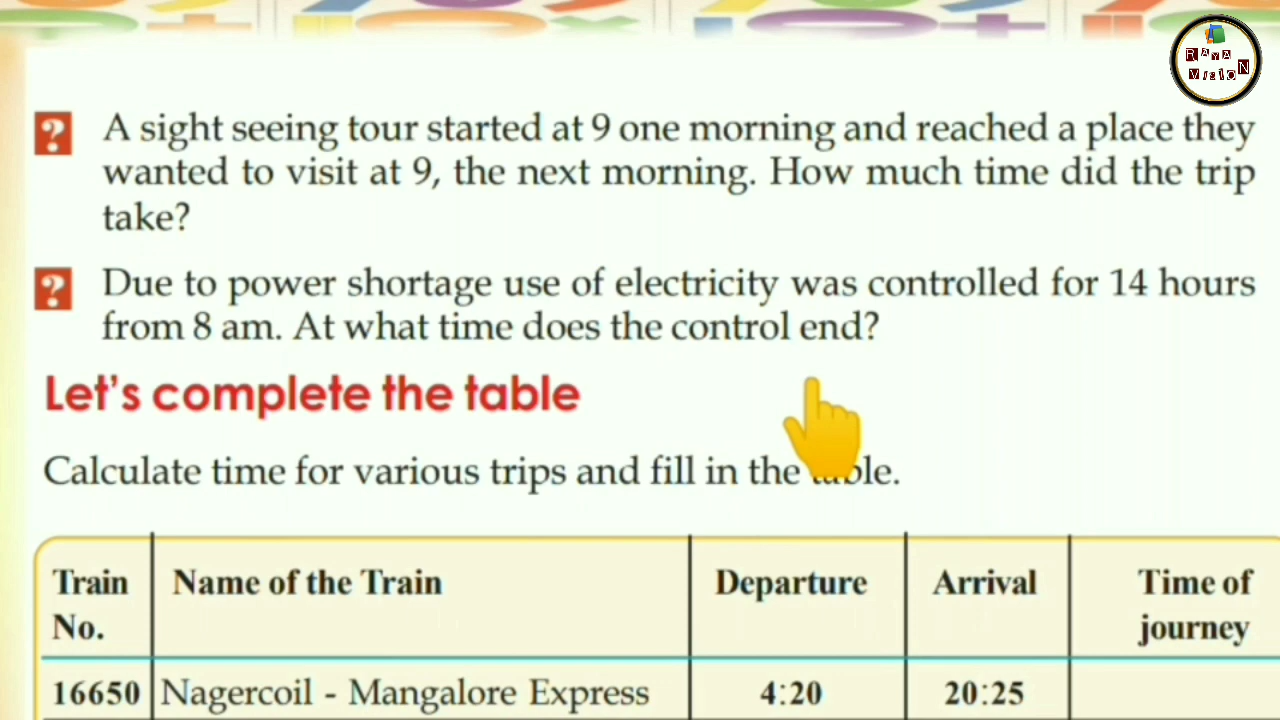 RAYA
VISION
A sight seeing tour started at 9 one morning and reached a place they
wanted to visit at 9, the next morning. How much time did the trip
take?
Due to power shortage use of electricity was controlled for 14 hours
from 8 am. At what time does the control end?
Let's complete the table
Calculate time for various trips and fill in the table.
Train No. Name of the Train Departure Arrival Time of journey
16650 Nagercoil - Mangalore Express 4:20 20:25